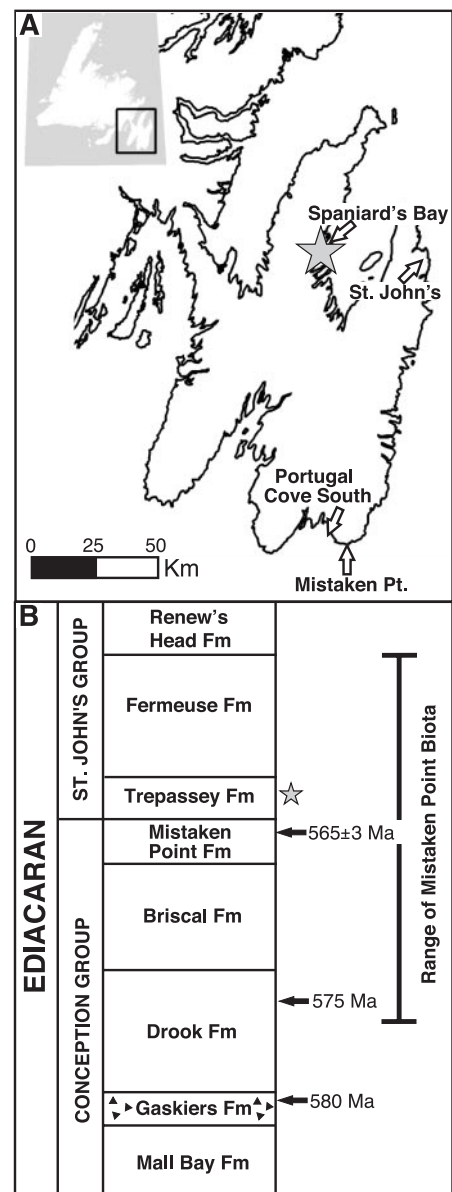 A
Spaniard's Bay
St. John's
Portugal
Cove South
0 25 50
Km
Mistaken Pt.
B
EDIACARAN
ST. JOHN'S GROUP
CONCEPTION GROUP
Renew's
Head Fm
Fermeuse Fm
Trepassey Fm
Mistaken
Point Fm
565±3 Ma
Briscal Fm
575 Ma
Drook Fm
Gaskiers Fm
580 Ma
Mall Bay Fm
Range of Mistaken Point Biota